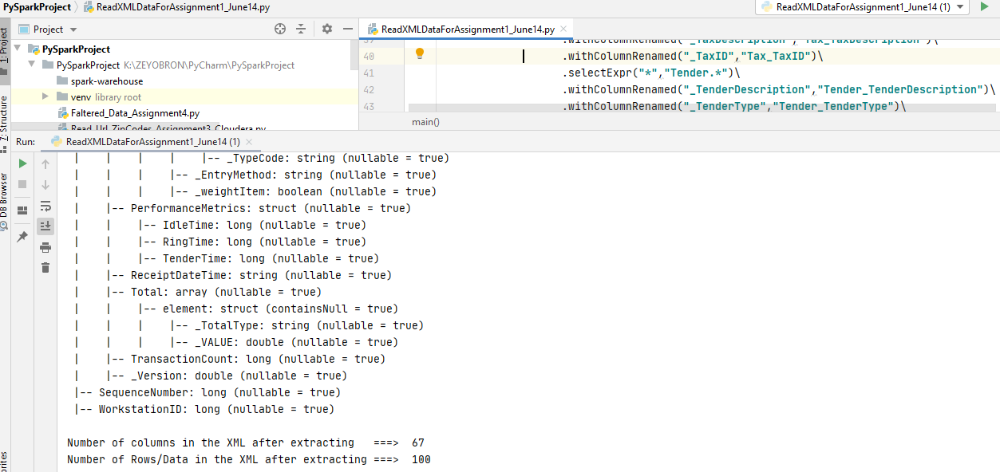 PySparkProject ReadXMLDataForAssignment1_June14.py
ReadXMLDataForAssignment1_June14 (1)
1: Project
7: Structure
DB Browser
Project
PySparkProject
PySparkProject K:\ZEYOBRON\PyCharm\PySparkProject
spark-warehouse
venv library root
Faltered_Data_Assignment4.py
Read_Url_ZipCodes_Assignment3_Cloudera.py
ReadXMLDataForAssignment1_June14.py
.withColumnRenamed("_TaxDescription","Tax_TaxDescription")\
40 .withColumnRenamed("_TaxID","Tax_TaxID")\
41 .selectExpr("*","Tender.*")\
42 .withColumnRenamed("_TenderDescription","Tender_TenderDescription")\
43 .withColumnRenamed("_TenderType","Tender_TenderType")\
main()
Run: ReadXMLDataForAssignment1_June14 (1)
| | | | |-- _TypeCode: string (nullable = true)
| | | |-- _EntryMethod: string (nullable = true)
| | | |-- _weightItem: boolean (nullable = true)
| |-- PerformanceMetrics: struct (nullable = true)
| | |-- IdleTime: long (nullable = true)
| | |-- RingTime: long (nullable = true)
| | |-- TenderTime: long (nullable = true)
| |-- ReceiptDateTime: string (nullable = true)
| |-- Total: array (nullable = true)
| | |-- element: struct (containsNull = true)
| | | |-- _TotalType: string (nullable = true)
| | | |-- _VALUE: double (nullable = true)
| |-- TransactionCount: long (nullable = true)
| |-- _Version: double (nullable = true)
|-- SequenceNumber: long (nullable = true)
|-- WorkstationID: long (nullable = true)
Number of columns in the XML after extracting ===> 67
Number of Rows/Data in the XML after extracting ===> 100